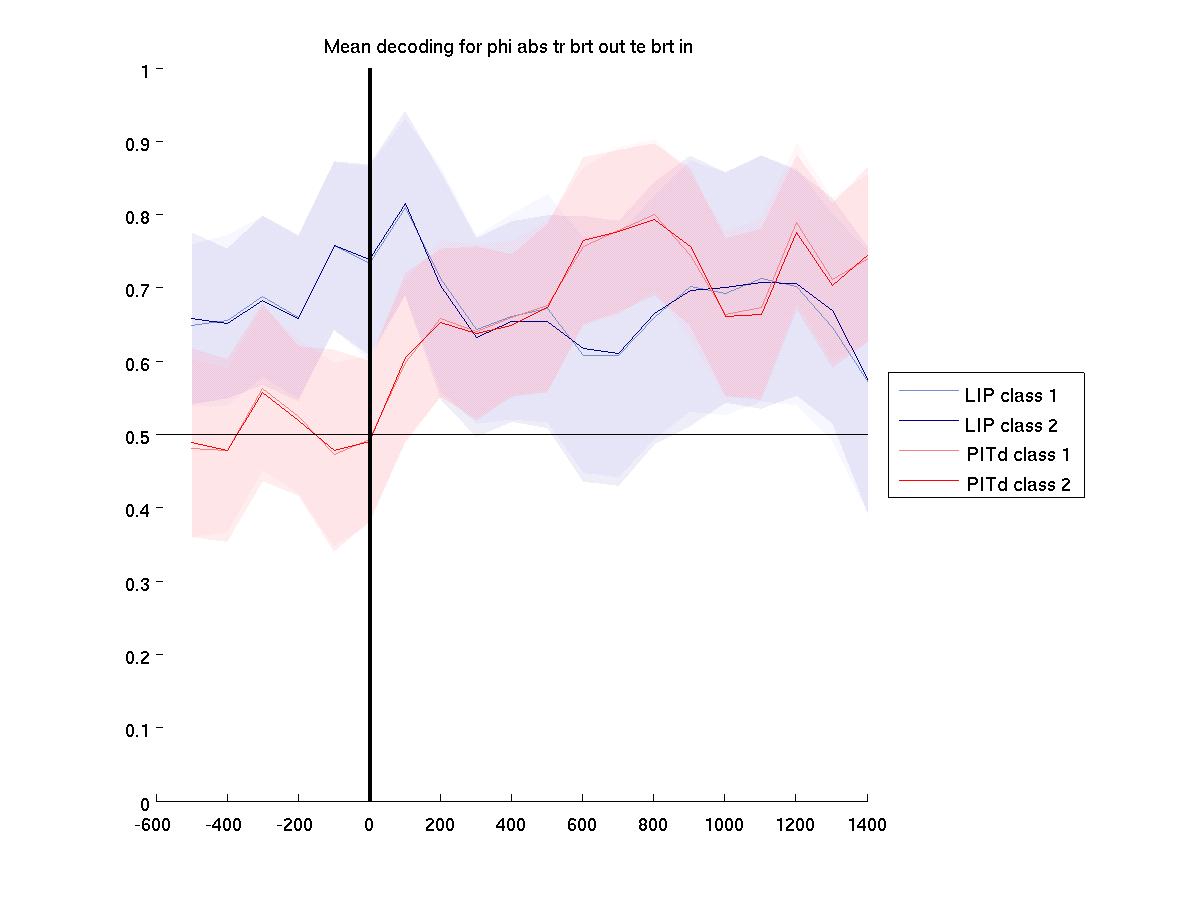 Mean decoding for phi abs tr brt out te brt in
1
0.9
0.8
0.7
0.6
0.5
0.4
0.3
0.2
0.1
0
-600 -400 -200 0 200 400 600 800 1000 1200 1400
LIP class 1
LIP class 2
PITd class 1
PITd class 2